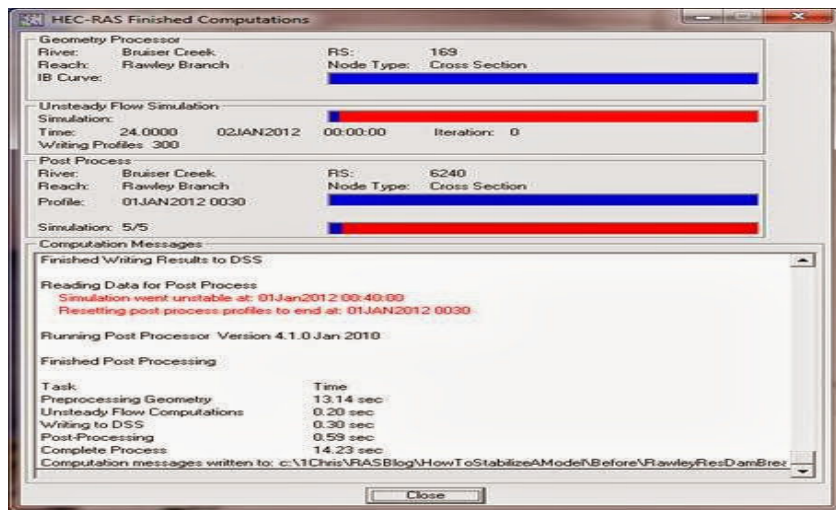 HEC-RAS Finished Computations
Geometry Processor
River: Bruiser Creek RS: 169
Reach: Rawley Branch Node Type: Cross Section
IB Curve:
Unsteady Flow Simulation
Simulation:
Time: 24.0000 02JAN2012 00:00:00 Iteration: 0
Writing Profiles 300
Post Process
River: Bruiser Creek RS: 6240
Reach: Rawley Branch Node Type: Cross Section
Profile: 01JAN2012 0030
Simulation: 5/5
Computation Messages
Finished Writing Results to DSS
Reading Data for Post Process
Simulation went unstable at: 01Jan2012 00:40:00
Resetting post process profiles to end at: 01JAN2012 0030
Running Post Processor Version 4.1.0 Jan 2010
Finished Post Processing
Task Time
Preprocessing Geometry 13.14 sec
Unsteady Flow Computations 0.20 sec
Writing to DSS 0.30 sec
Post-Processing 0.59 sec
Complete Process 14.23 sec
Computation messages written to: c:\1Chris\RASBlog\HowToStabilizeAModel\Before\RawleyResDamBrea
Close